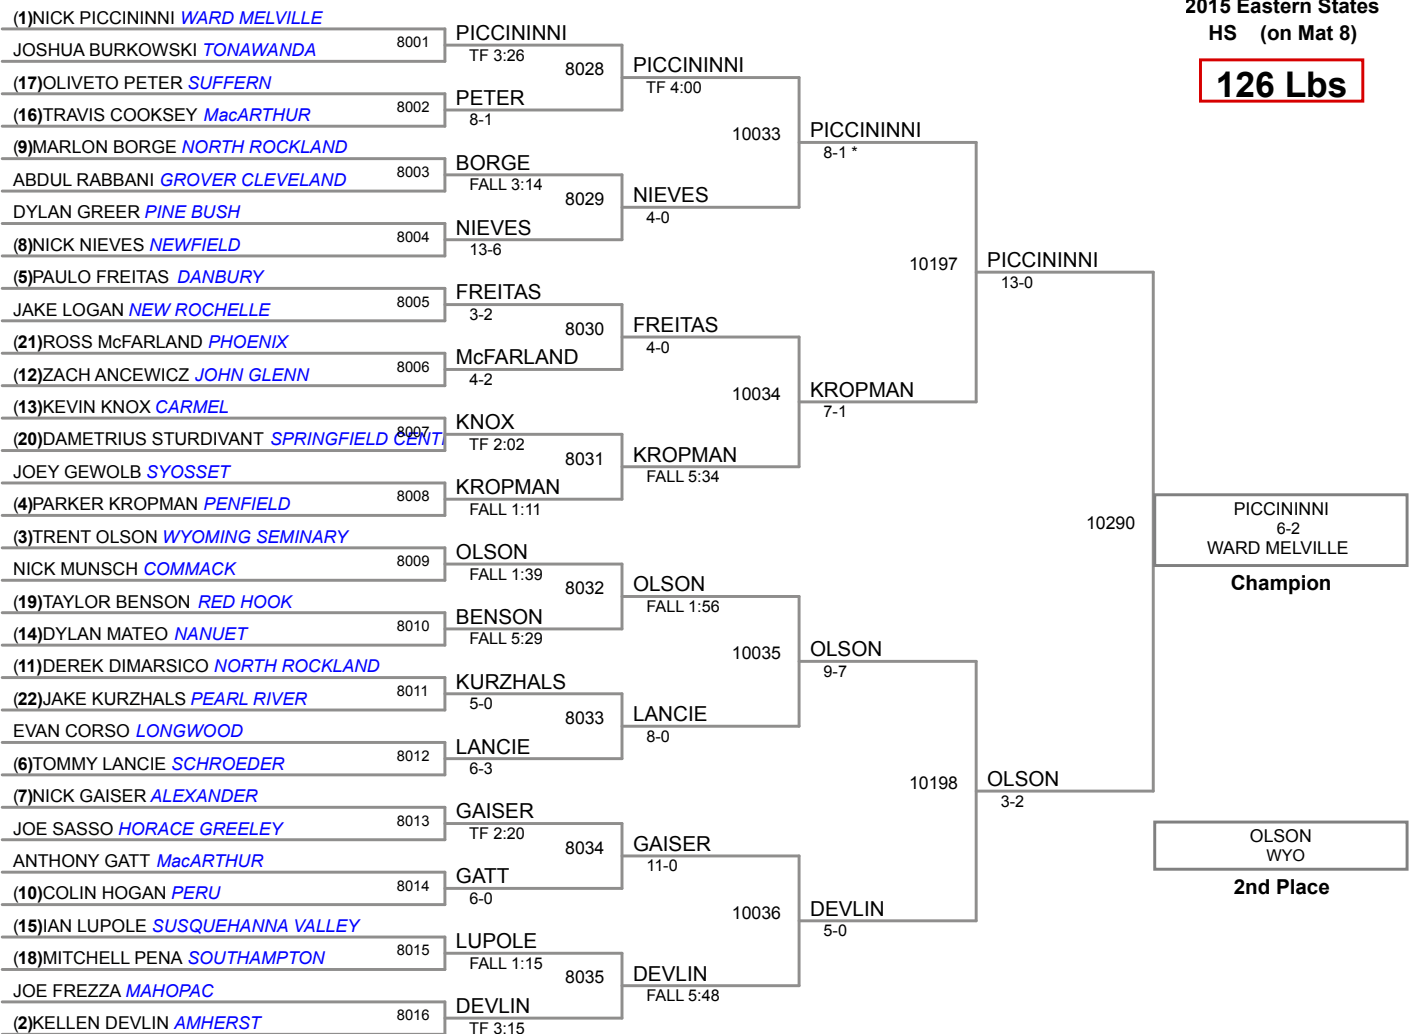 2015 Eastern States
HS (on Mat 8)
126 Lbs
(1)NICK PICCININNI WARD MELVILLE
JOSHUA BURKOWSKI TONAWANDA
(17)OLIVETO PETER SUFFERN
(16)TRAVIS COOKSEY MacARTHUR
(9)MARLON BORGE NORTH ROCKLAND
ABDUL RABBANI GROVER CLEVELAND
DYLAN GREER PINE BUSH
(8)NICK NIEVES NEWFIELD
(5)PAULO FREITAS DANBURY
JAKE LOGAN NEW ROCHELLE
(21)ROSS McFARLAND PHOENIX
(12)ZACH ANCEWICZ JOHN GLENN
(13)KEVIN KNOX CARMEL
(20)DAMETRIUS STURDIVANT SPRINGFIELD CENT
JOEY GEWOLB SYOSSET
(4)PARKER KROPMAN PENFIELD
(3)TRENT OLSON WYOMING SEMINARY
NICK MUNSCH COMMACK
(19)TAYLOR BENSON RED HOOK
(14)DYLAN MATEO NANUET
(11)DEREK DIMARSICO NORTH ROCKLAND
(22)JAKE KURZHALS PEARL RIVER
EVAN CORSO LONGWOOD
(6)TOMMY LANCIE SCHROEDER
(7)NICK GAISER ALEXANDER
JOE SASSO HORACE GREELEY
ANTHONY GATT MacARTHUR
(10)COLIN HOGAN PERU
(15)IAN LUPOLE SUSQUEHANNA VALLEY
(18)MITCHELL PENA SOUTHAMPTON
JOE FREZZA MAHOPAC
(2)KELLEN DEVLIN AMHERST
8001
8002
8003
8004
8005
8006
8007
8008
8009
8010
8011
8012
8013
8014
8015
8016
PICCININNI
TF 3:26
PETER
8-1
BORGE
FALL 3:14
NIEVES
13-6
FREITAS
3-2
McFARLAND
4-2
KNOX
TF 2:02
KROPMAN
FALL 1:11
OLSON
FALL 1:39
BENSON
FALL 5:29
KURZHALS
5-0
LANCIE
6-3
GAISER
TF 2:20
GATT
6-0
LUPOLE
FALL 1:15
DEVLIN
TF 3:15
8028
8029
8030
8031
8032
8033
8034
8035
PICCININNI
TF 4:00
NIEVES
4-0
FREITAS
4-0
KROPMAN
FALL 5:34
OLSON
FALL 1:56
LANCIE
8-0
GAISER
11-0
DEVLIN
FALL 5:48
10033
10034
10035
10036
PICCININNI
8-1 *
KROPMAN
7-1
OLSON
9-7
DEVLIN
5-0
10197
10198
PICCININNI
13-0
OLSON
3-2
10290
PICCININNI
6-2
WARD MELVILLE
Champion
OLSON
WYO
2nd Place